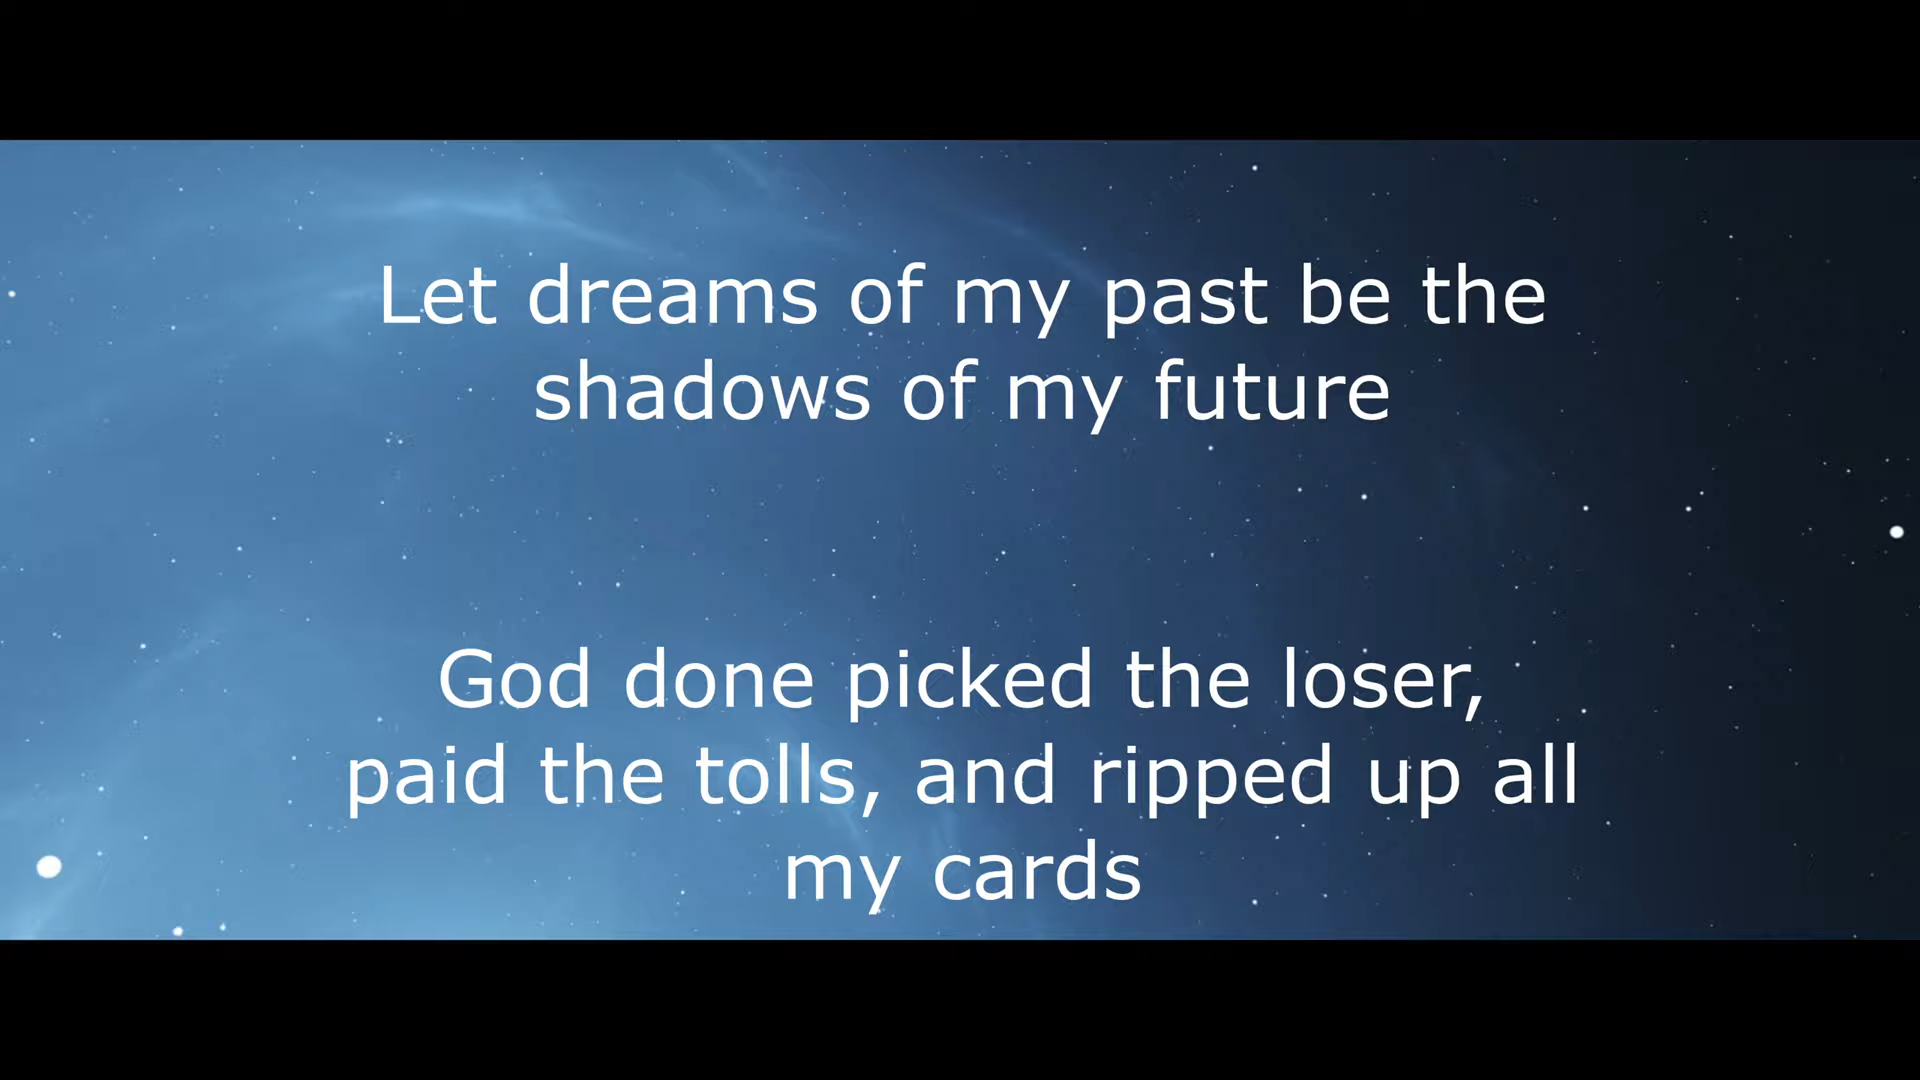 Let dreams of my past be the
shadows of my future
God done picked the loser,
paid the tolls, and ripped up all
my cards